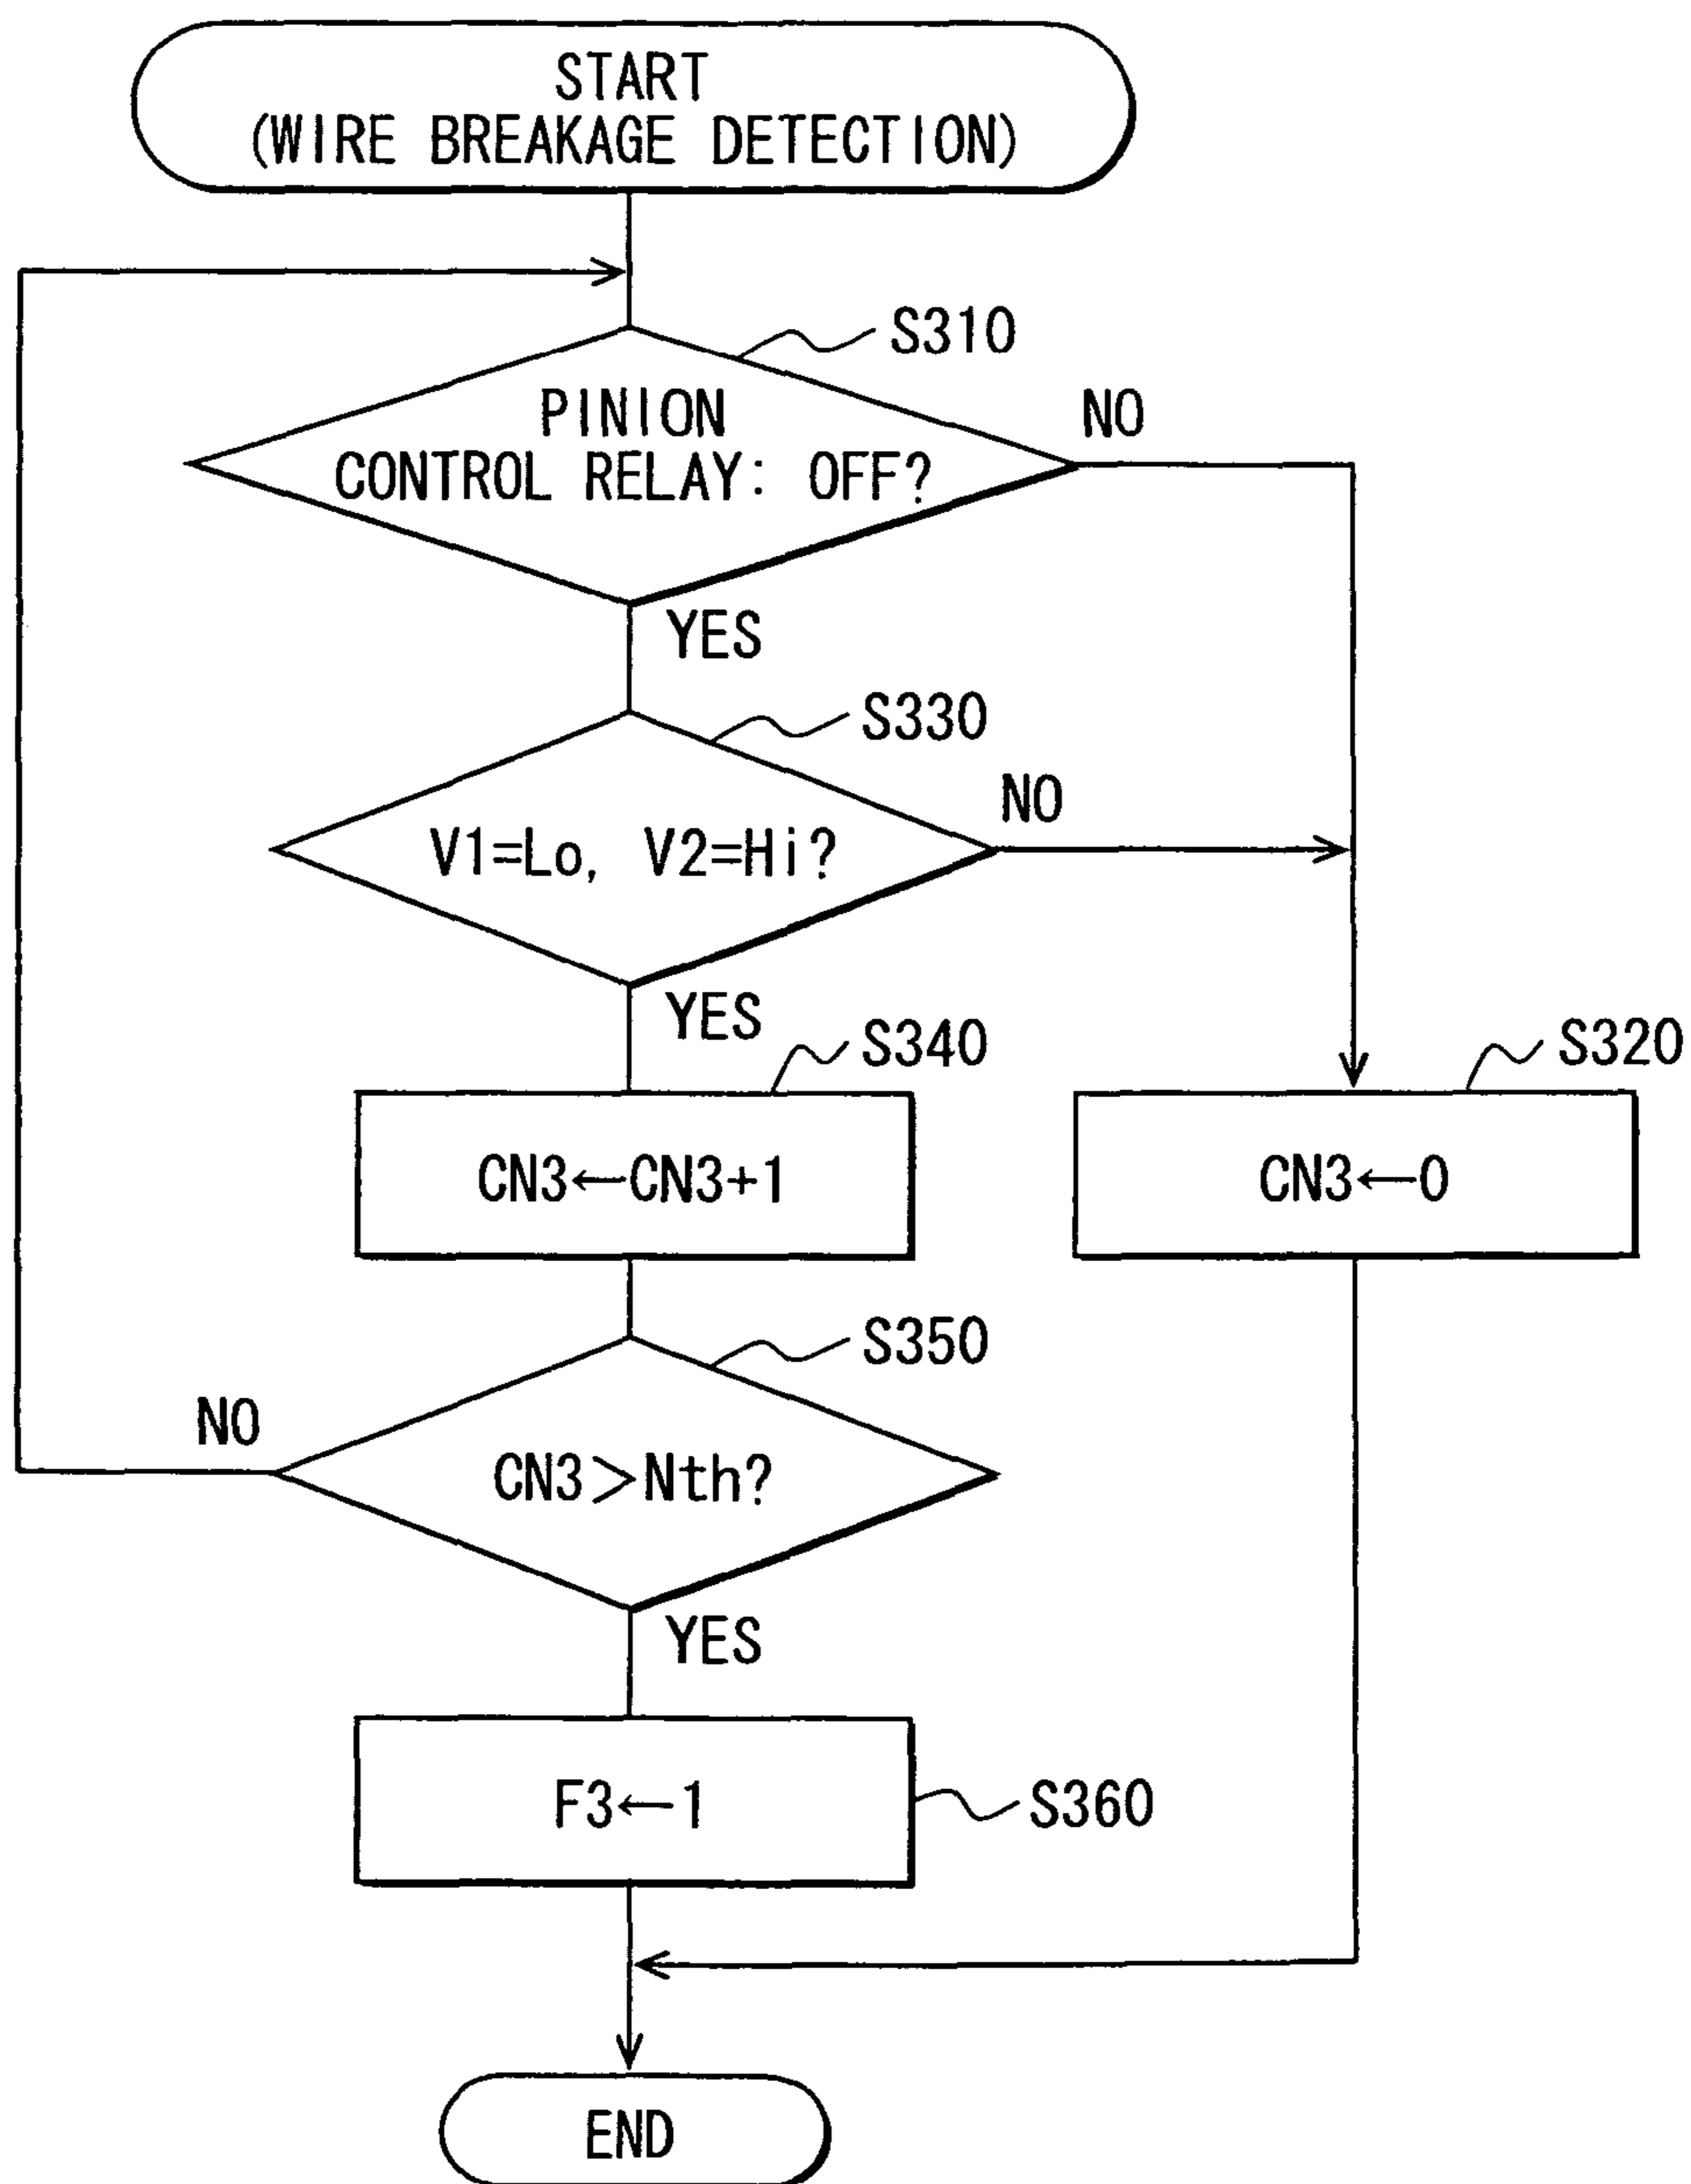 START
(WIRE BREAKAGE DETECTION)
S310
PINION
CONTROL RELAY: OFF?
NO
YES
S330
V1=Lo, V2=Hi?
NO
YES
S340
S320
CN3←CN3+1
CN3←0
S350
NO
CN3>Nth?
YES
F3←1
S360
END